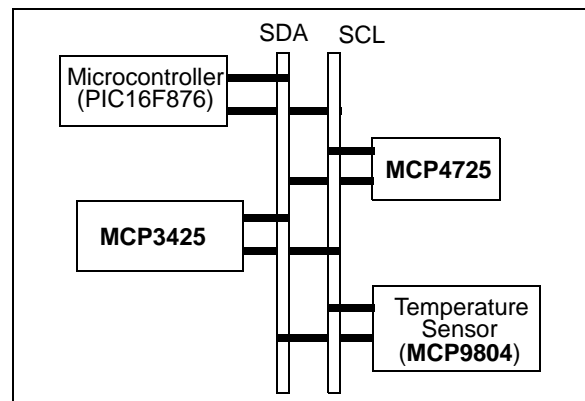 SDA
SCL
Microcontroller
(PIC16F876)
MCP4725
MCP3425
Temperature
Sensor
(MCP9804)